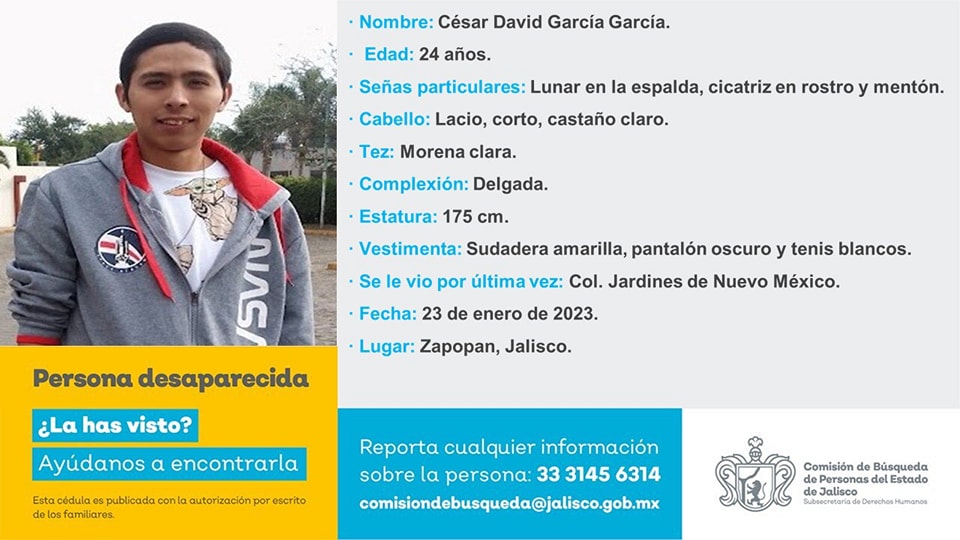 · Nombre: César David García García.
· Edad: 24 años.
· Señas particulares: Lunar en la espalda, cicatriz en rostro y mentón.
· Cabello: Lacio, corto, castaño claro.
· Tez: Morena clara.
· Complexión: Delgada.
· Estatura: 175 cm.
· Vestimenta: Sudadera amarilla, pantalón oscuro y tenis blancos.
· Se le vio por última vez: Col. Jardines de Nuevo México.
· Fecha: 23 de enero de 2023.
· Lugar: Zapopan, Jalisco.
NASA
Persona desaparecida
¿La has visto?
Ayúdanos a encontrarla
Esta cédula es publicada con la autorización por escrito
de los familiares.
Reporta cualquier información
sobre la persona: 33 3145 6314
comisiondebusqueda@jalisco.gob.mx
Comisión de Búsqueda
de Personas del Estado
de Jalisco
Subsecretaría de Derechos Humanos